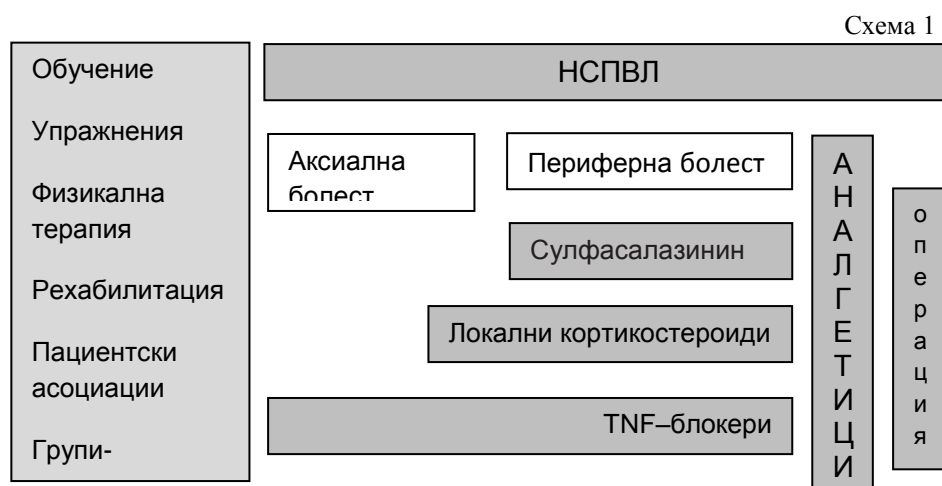 Схема 1
Обучение
Упражнения
Физикална
терапия
Рехабилитация
Пациентски
асоциации
Групи-
НСПВЛ
Аксиална
болест
Периферна болест
Сулфасалазинин
Локални кортикостероиди
TNF–блокери
АНАЛГЕТИЦИ
операция